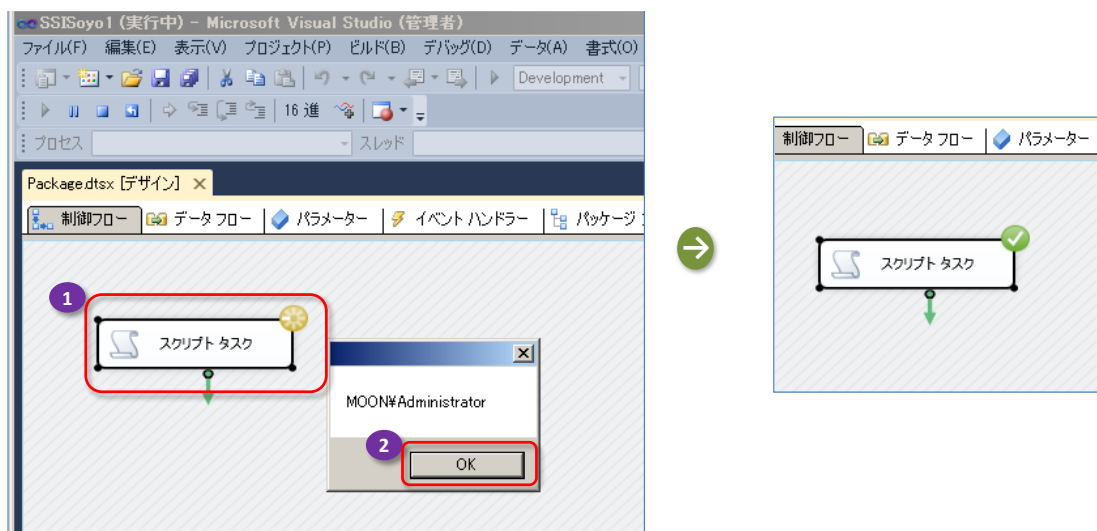 SSISoyo1 (実行中) - Microsoft Visual Studio (管理者)
ファイル(F) 編集(E) 表示(V) プロジェクト(P) ビルド(B) デバッグ(D) データ(A) 書式(O)
Development
16 進
プロセス スレッド
Package.dtsx [デザイン]
制御フロー データ フロー パラメーター イベント ハンドラー パッケージ
1
スクリプト タスク
MOON¥Administrator
2
OK
制御フロー データ フロー パラメーター
スクリプト タスク